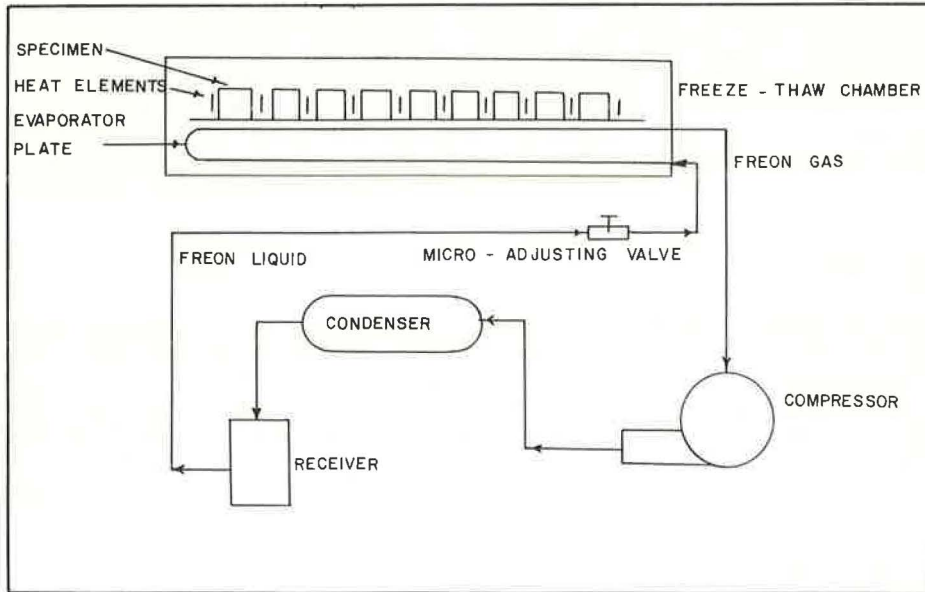 SPECIMEN
HEAT ELEMENTS
EVAPORATOR
PLATE
FREEZE - THAW CHAMBER
FREON GAS
FREON LIQUID
MICRO - ADJUSTING VALVE
CONDENSER
COMPRESSOR
RECEIVER